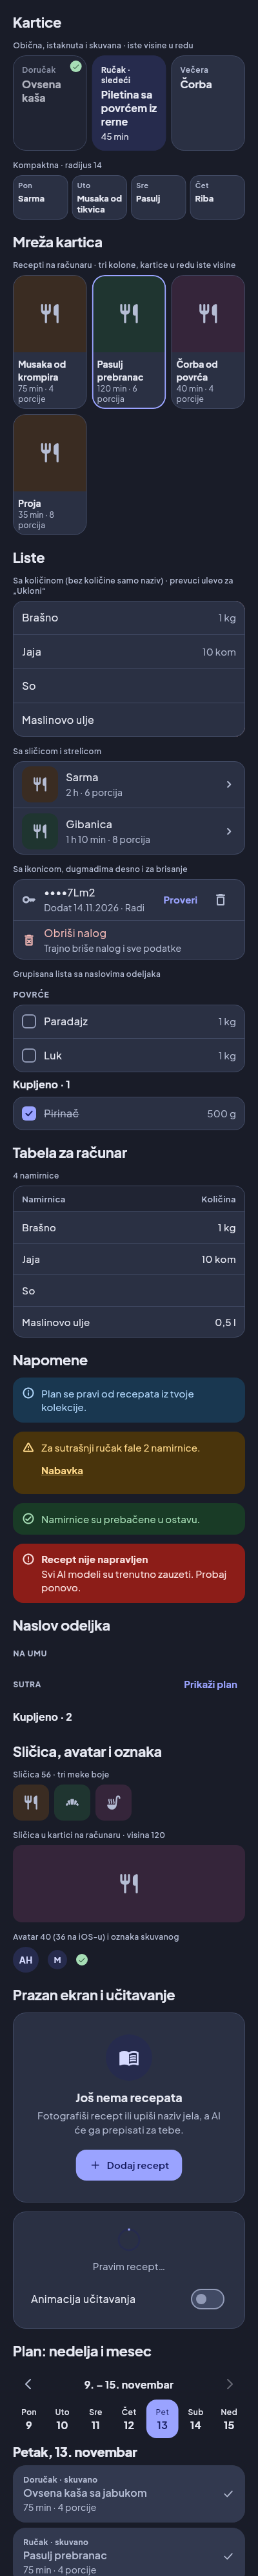 Kartice
Obična, istaknuta i skuvana · iste visine u redu
Doručak
Ovsena
kaša
Ručak ·
sledeći
Piletina sa
povrćem iz
rerne
45 min
Večera
Čorba
Kompaktna · radijus 14
Pon
Sarma
Uto
Musaka od
tikvica
Sre
Pasulj
Čet
Riba
Mreža kartica
Recepti na računaru · tri kolone, kartice u redu iste visine
Musaka od
krompira
75 min · 4
porcije
Pasulj
prebranac
120 min · 6
porcija
Čorba od
povrća
40 min · 4
porcije
Proja
35 min · 8
porcija
Liste
Sa količinom (bez količine samo naziv) · prevuci ulevo za
„Ukloni“
Brašno 1 kg
Jaja 10 kom
So
Maslinovo ulje
Sa sličicom i strelicom
Sarma
2 h · 6 porcija
Gibanica
1 h 10 min · 8 porcija
Sa ikonicom, dugmadima desno i za brisanje
••••7Lm2
Dodat 14.11.2026 · Radi
Proveri
Obriši nalog
Trajno briše nalog i sve podatke
Grupisana lista sa naslovima odeljaka
POVRĆE
Paradajz 1 kg
Luk 1 kg
Kupljeno · 1
Pirinač 500 g
Tabela za računar
4 namirnice
Namirnica Količina
Brašno 1 kg
Jaja 10 kom
So
Maslinovo ulje 0,5 l
Napomene
Plan se pravi od recepata iz tvoje
kolekcije.
Za sutrašnji ručak fale 2 namirnice.
Nabavka
Namirnice su prebačene u ostavu.
Recept nije napravljen
Svi AI modeli su trenutno zauzeti. Probaj
ponovo.
Naslov odeljka
NA UMU
SUTRA Prikaži plan
Kupljeno · 2
Sličica, avatar i oznaka
Sličica 56 · tri meke boje
Sličica u kartici na računaru · visina 120
Avatar 40 (36 na iOS-u) i oznaka skuvanog
AH M
Prazan ekran i učitavanje
Još nema recepata
Fotografiši recept ili upiši naziv jela, a AI
će ga prepisati za tebe.
Dodaj recept
Pravim recept…
Animacija učitavanja
Plan: nedelja i mesec
9. – 15. novembar
Pon Uto Sre Čet Pet Sub Ned
9 10 11 12 13 14 15
Petak, 13. novembar
Doručak · skuvano
Ovsena kaša sa jabukom
75 min · 4 porcije
Ručak · skuvano
Pasulj prebranac
75 min · 4 porcije